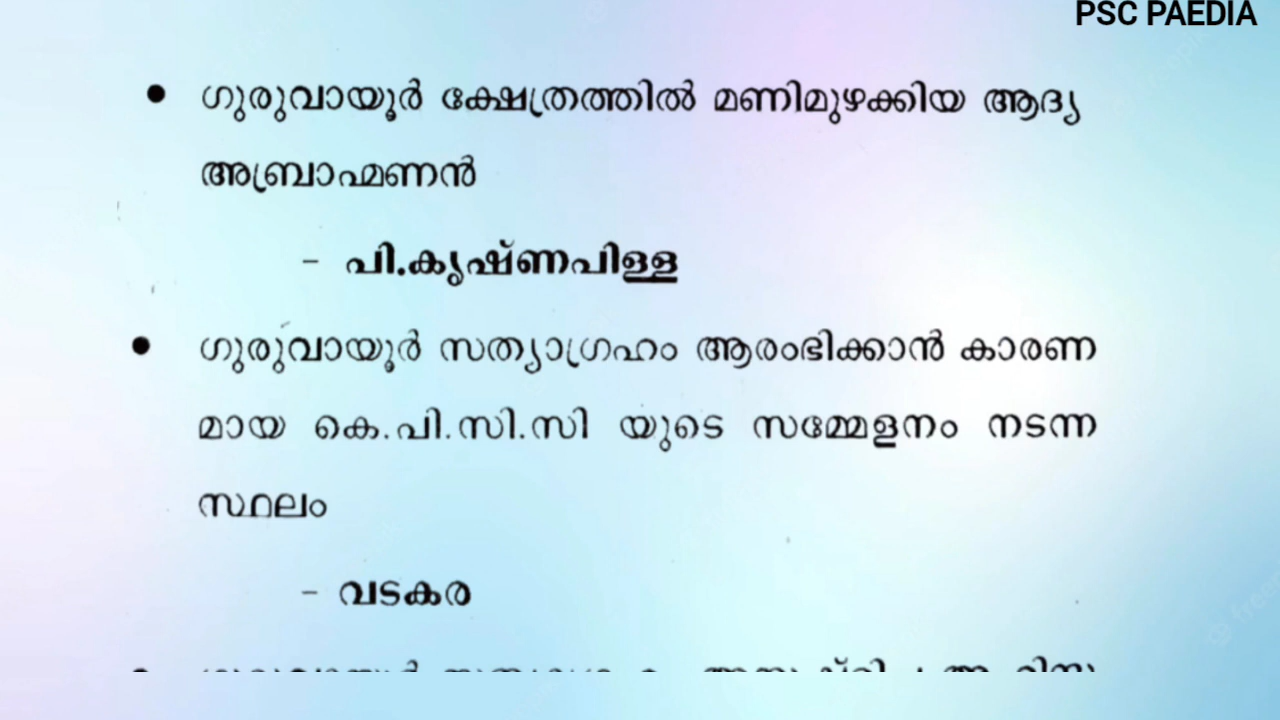 PSC PAEDIA
• ഗുരുവായൂർ ക്ഷേത്രത്തിൽ മണിമുഴക്കിയ ആദ്യ
അബ്രാഹ്മണൻ
– പി.കൃഷ്ണപിള്ള
• ഗുരുവായൂർ സത്യാഗ്രഹം ആരംഭിക്കാൻ കാരണ
മായ കെ.പി.സി.സി യുടെ സമ്മേളനം നടന്ന
സ്ഥലം
– വടകര